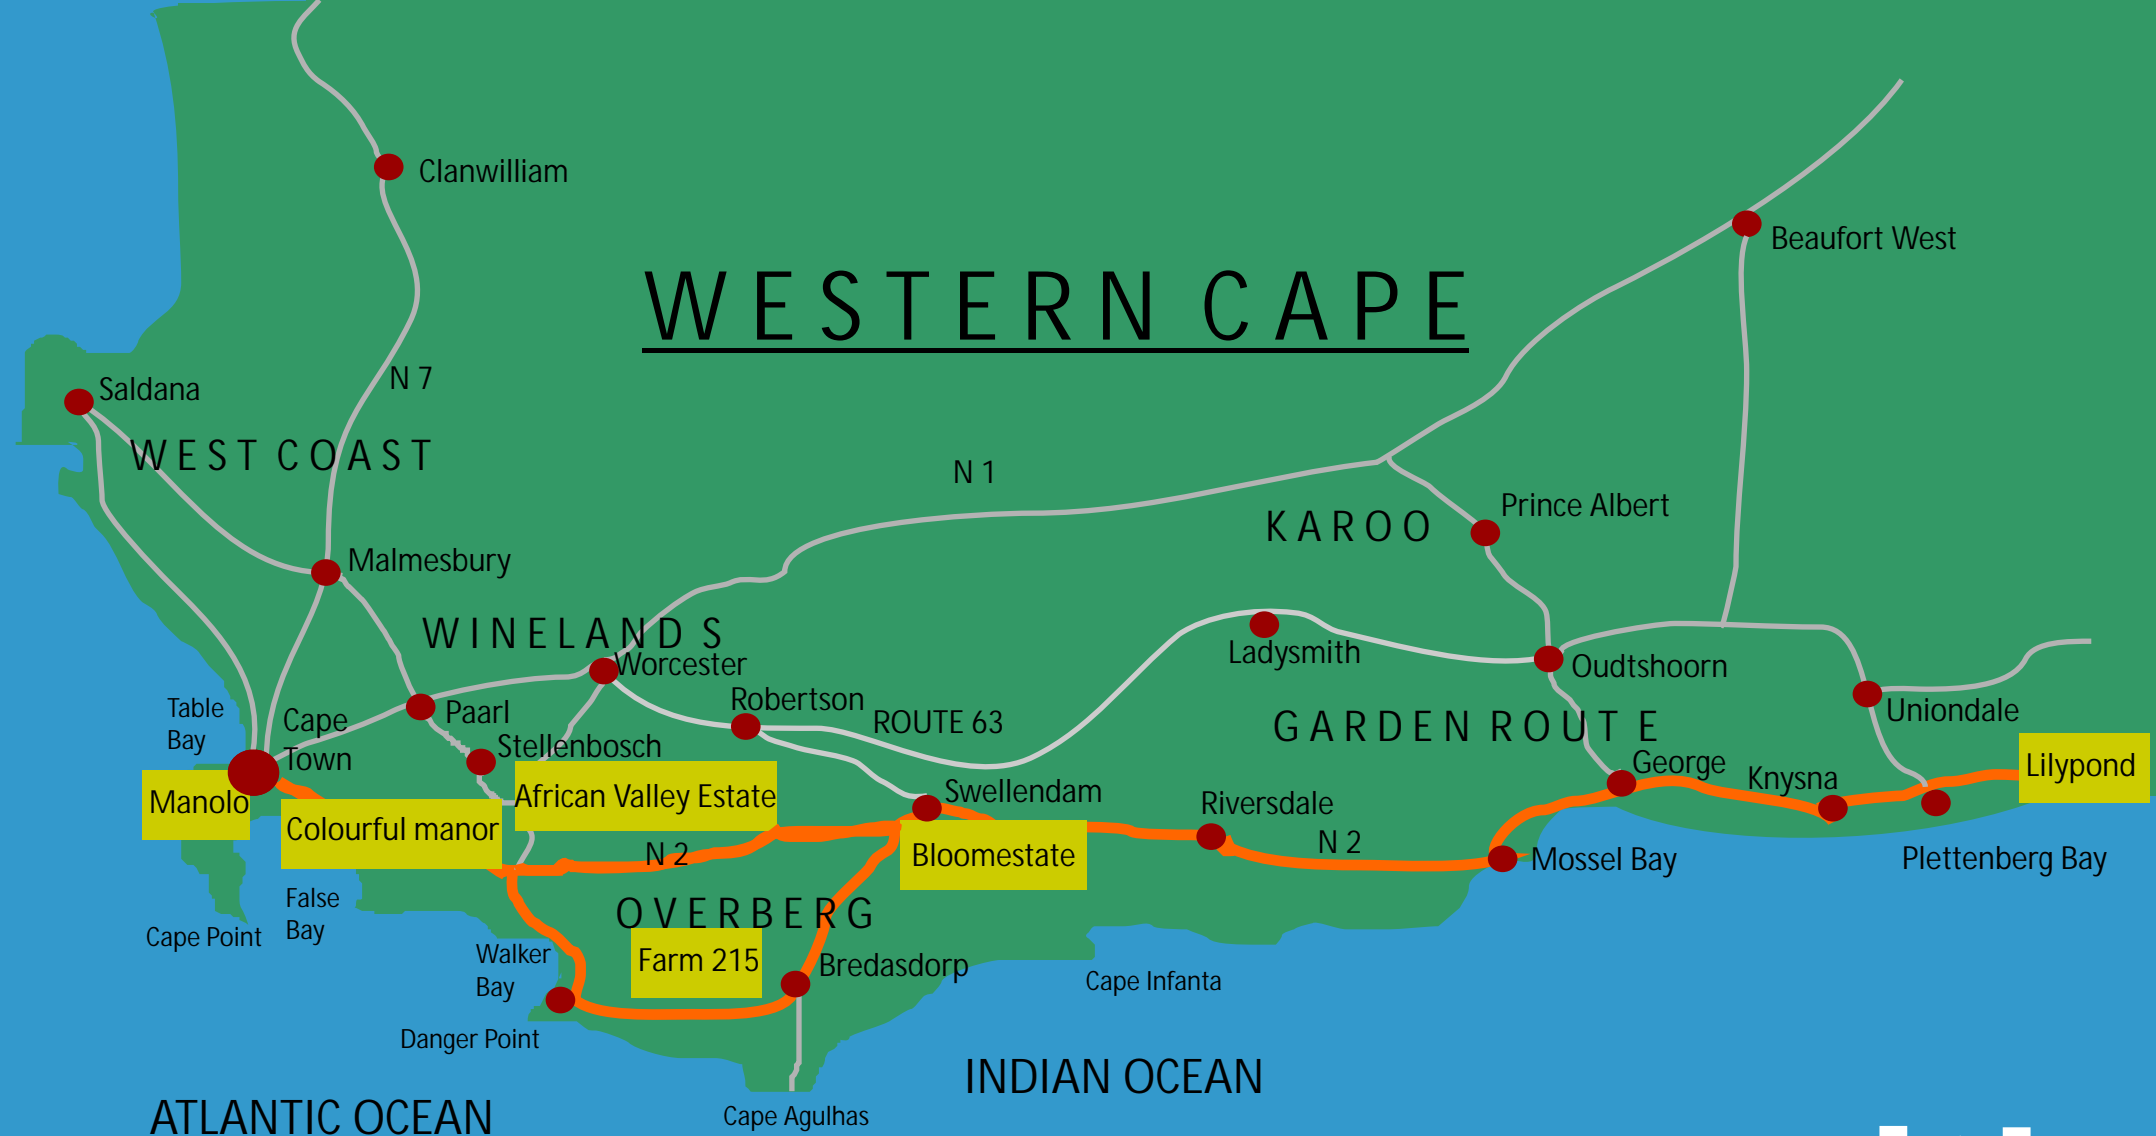 Clanwilliam
Beaufort West
WESTERN CAPE
N 7
Saldana
WEST COAST
N 1
Prince Albert
KAROO
Malmesbury
WINELANDS
Worcester
Ladysmith
Oudtshoorn
Robertson
ROUTE 63
GARDEN ROUTE
Uniondale
Table
Bay
Cape
Town
Paarl
Stellenbosch
George
Knysna
Lilypond
Manolo
Colourful manor
African Valley Estate
Swellendam
Riversdale
N 2
N 2
Bloomestate
Mossel Bay
Plettenberg Bay
False
Bay
Cape Point
OVERBERG
Walker
Bay
Farm 215
Bredasdorp
Cape Infanta
Danger Point
INDIAN OCEAN
ATLANTIC OCEAN
Cape Agulhas